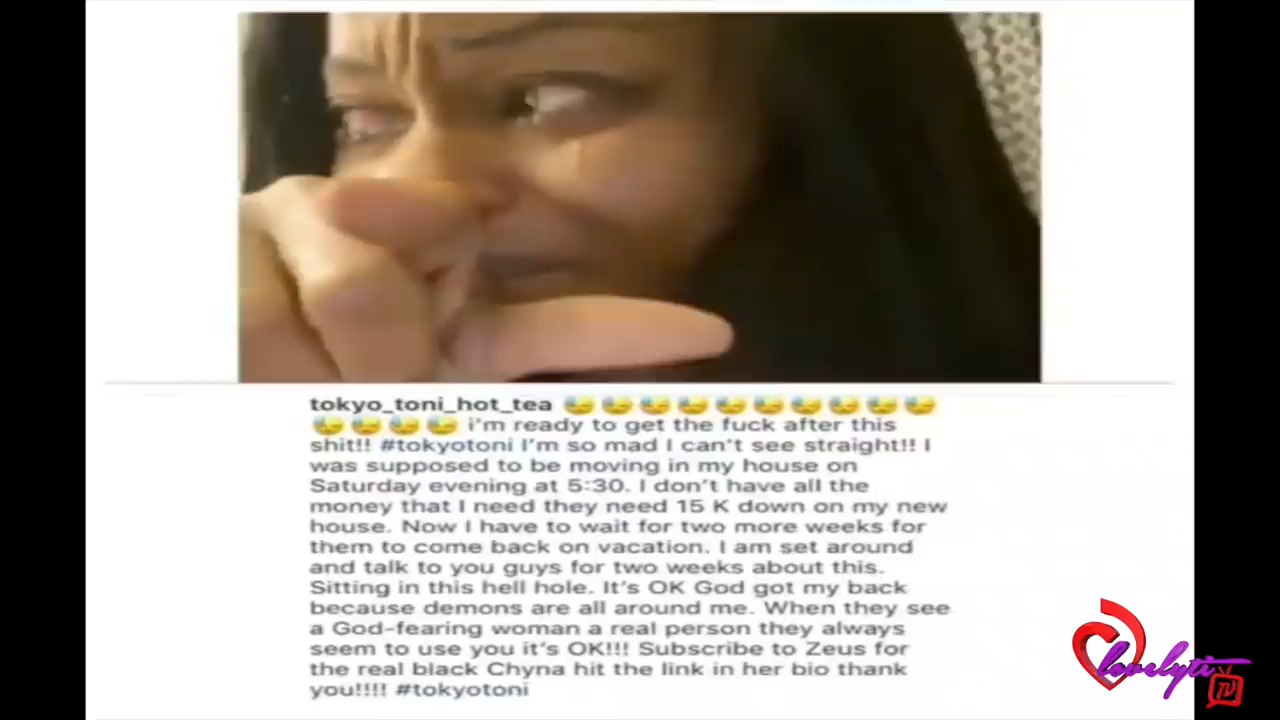 tokyo_toni_hot_tea 😓😓😓😓😓😓😓😓😓😓
😓😓😓😓 i'm ready to get the fuck after this
shit!! #tokyotoni I'm so mad I can't see straight!! I
was supposed to be moving in my house on
Saturday evening at 5:30. I don't have all the
money that I need they need 15 K down on my new
house. Now I have to wait for two more weeks for
them to come back on vacation. I am set around
and talk to you guys for two weeks about this.
Sitting in this hell hole. It's OK God got my back
because demons are all around me. When they see
a God-fearing woman a real person they always
seem to use you it's OK!!! Subscribe to Zeus for
the real black Chyna hit the link in her bio thank
you!!!! #tokyotoni
lovelyti
TV